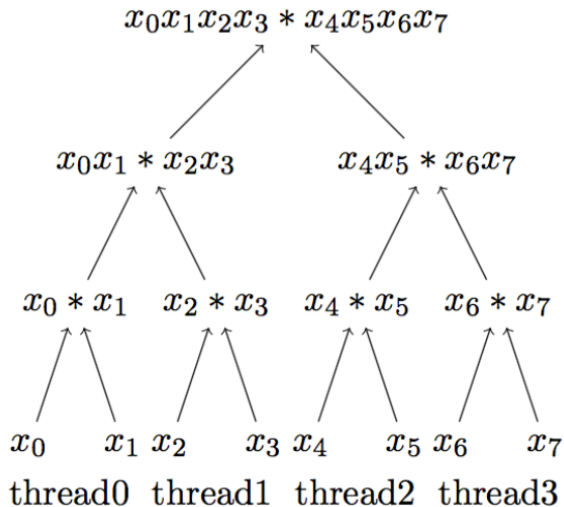 x₀x₁x₂x₃ * x₄x₅x₆x₇
x₀x₁ * x₂x₃ x₄x₅ * x₆x₇
x₀ * x₁ x₂ * x₃ x₄ * x₅ x₆ * x₇
x₀ x₁ x₂ x₃ x₄ x₅ x₆ x₇
thread0 thread1 thread2 thread3